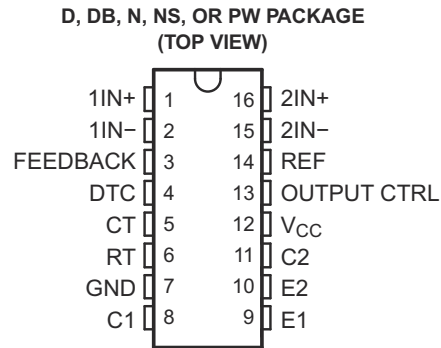 D, DB, N, NS, OR PW PACKAGE
(TOP VIEW)
1IN+ 1 16 2IN+
1IN− 2 15 2IN−
FEEDBACK 3 14 REF
DTC 4 13 OUTPUT CTRL
CT 5 12 VCC
RT 6 11 C2
GND 7 10 E2
C1 8 9 E1